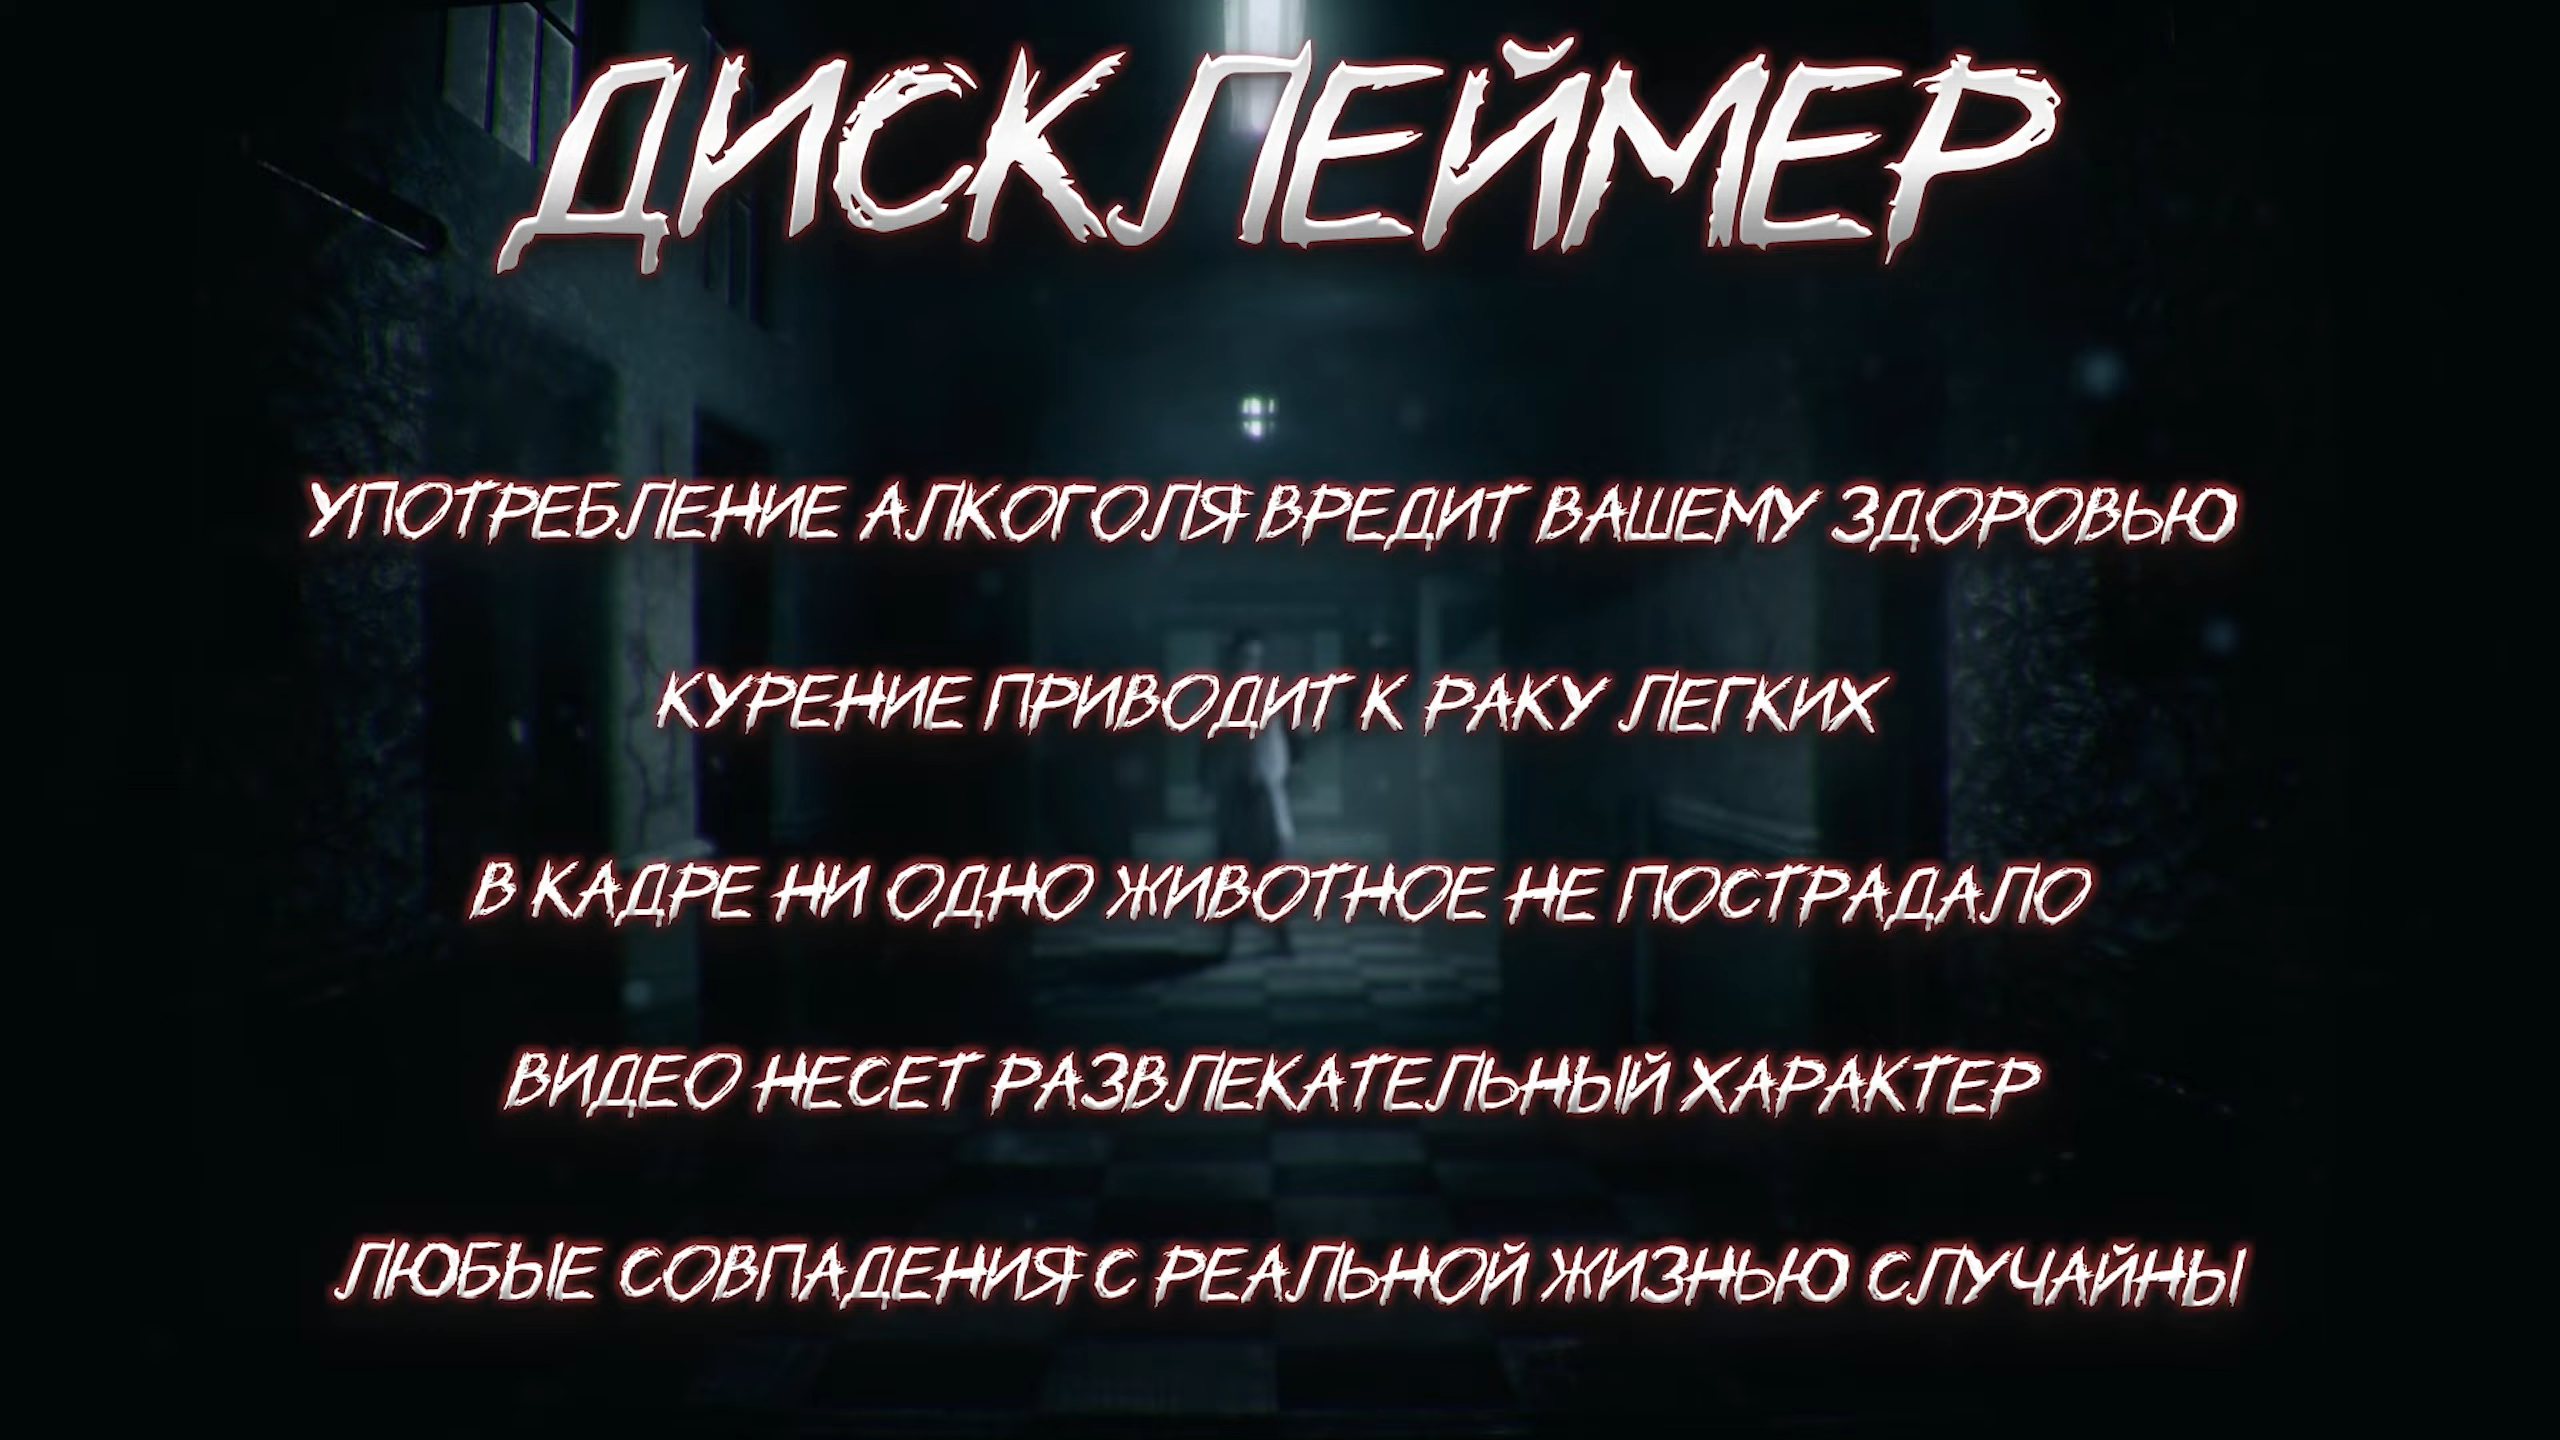 ДИСКЛЕЙМЕР
УПОТРЕБЛЕНИЕ АЛКОГОЛЯ ВРЕДИТ ВАШЕМУ ЗДОРОВЬЮ
КУРЕНИЕ ПРИВОДИТ К РАКУ ЛЕГКИХ
В КАДРЕ НИ ОДНО ЖИВОТНОЕ НЕ ПОСТРАДАЛО
ВИДЕО НЕСЕТ РАЗВЛЕКАТЕЛЬНЫЙ ХАРАКТЕР
ЛЮБЫЕ СОВПАДЕНИЯ С РЕАЛЬНОЙ ЖИЗНЬЮ СЛУЧАЙНЫ